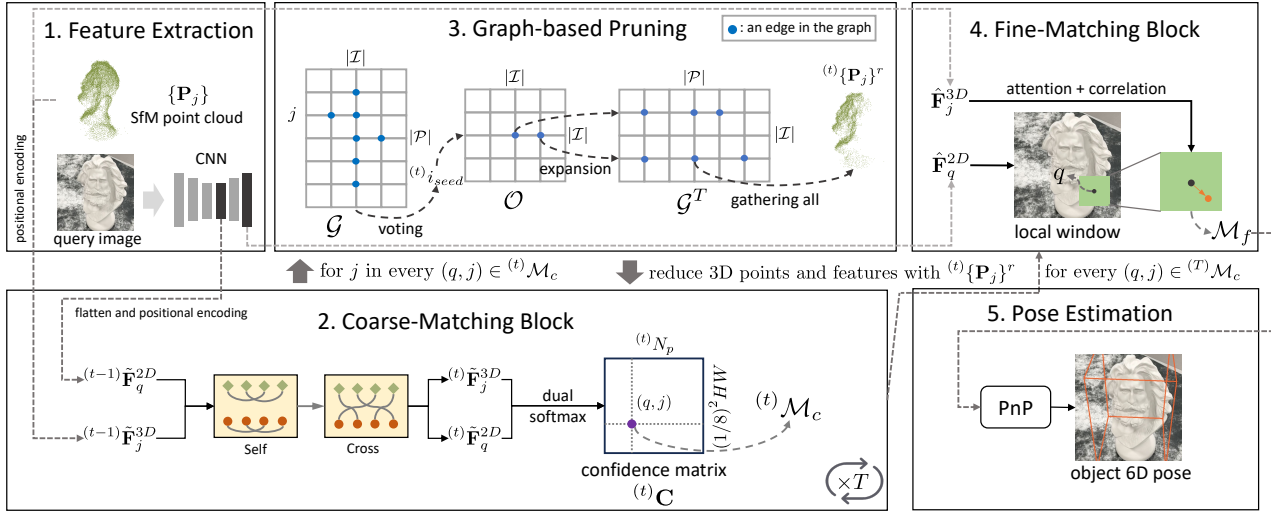 1. Feature Extraction
{P_j}
SfM point cloud
CNN
query image
positional encoding
3. Graph-based Pruning
: an edge in the graph
|ℐ|
j
|𝒫|
𝒢
voting
^{(t)}i_{seed}
|ℐ|
|ℐ|
𝒪
expansion
|𝒫|
|ℐ|
𝒢^T
gathering all
^{(t)}{P_j}^r
4. Fine-Matching Block
F̂_j^{3D}
attention + correlation
F̂_q^{2D}
q
local window
ℳ_f
for j in every (q, j) ∈ ^{(t)}ℳ_c
reduce 3D points and features with ^{(t)}{P_j}^r
for every (q, j) ∈ ^{(T)}ℳ_c
2. Coarse-Matching Block
flatten and positional encoding
^{(t−1)}F̃_q^{2D}
^{(t−1)}F̃_j^{3D}
Self
Cross
^{(t)}F̃_j^{3D}
^{(t)}F̃_q^{2D}
dual
softmax
^{(t)}N_p
(q, j)
(1/8)^2HW
confidence matrix
^{(t)}C
^{(t)}ℳ_c
×T
5. Pose Estimation
PnP
object 6D pose